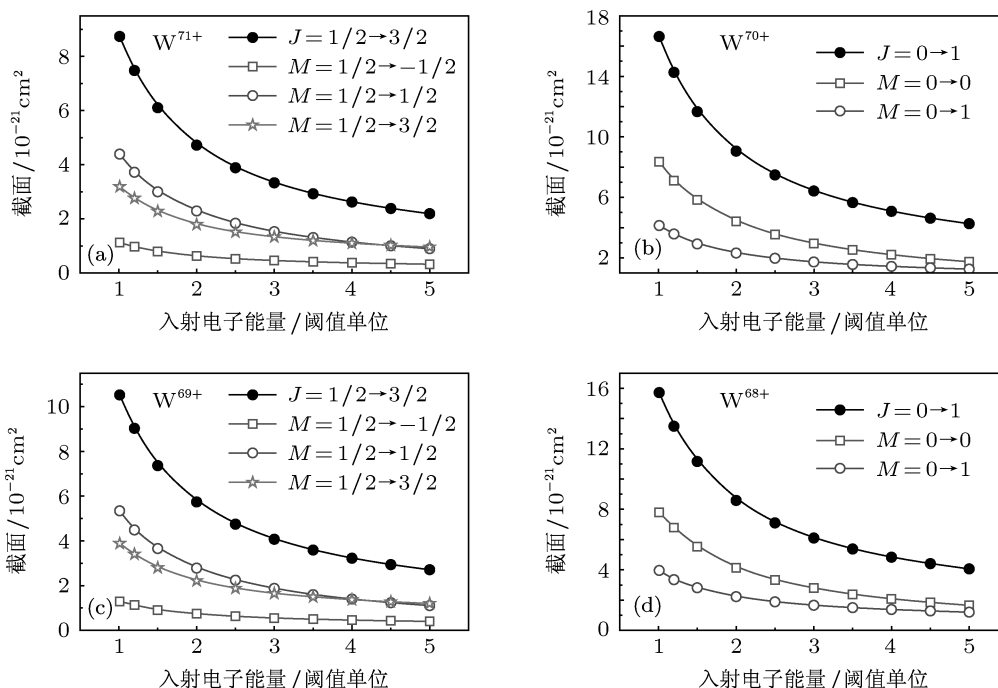 W⁷¹⁺
J=1/2→3/2
M=1/2→−1/2
M=1/2→1/2
M=1/2→3/2
8
6
4
2
0
截面/10⁻²¹cm²
(a)
1 2 3 4 5
入射电子能量/阈值单位
W⁷⁰⁺
J=0→1
M=0→0
M=0→1
18
14
10
6
2
截面/10⁻²¹cm²
(b)
1 2 3 4 5
入射电子能量/阈值单位
W⁶⁹⁺
J=1/2→3/2
M=1/2→−1/2
M=1/2→1/2
M=1/2→3/2
10
8
6
4
2
0
截面/10⁻²¹cm²
(c)
1 2 3 4 5
入射电子能量/阈值单位
W⁶⁸⁺
J=0→1
M=0→0
M=0→1
16
12
8
4
0
截面/10⁻²¹cm²
(d)
1 2 3 4 5
入射电子能量/阈值单位